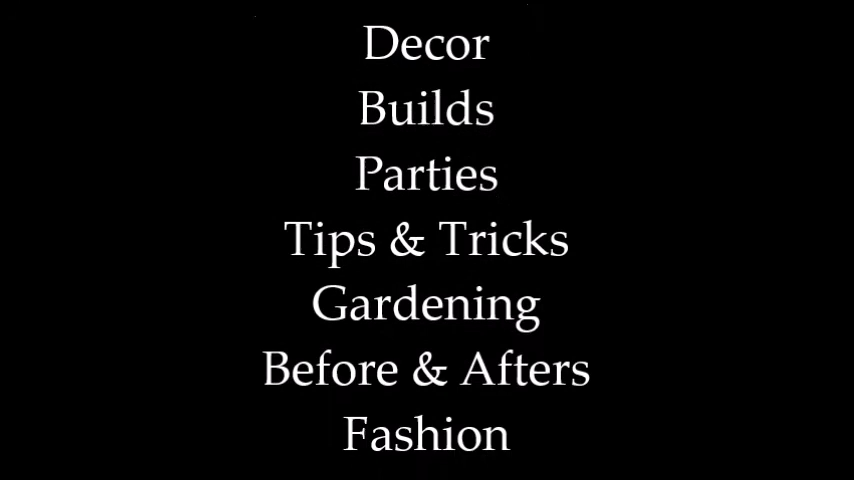 Decor
Builds
Parties
Tips & Tricks
Gardening
Before & Afters
Fashion